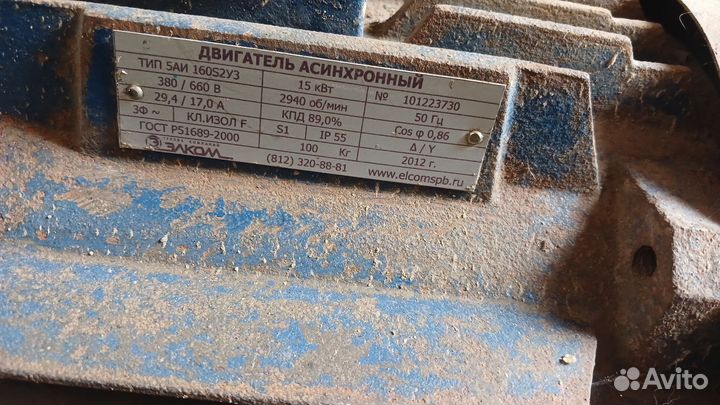 ДВИГАТЕЛЬ АСИНХРОННЫЙ
ТИП 5АИ 160S2У3 15 кВт № 101223730
380 / 660 В 2940 об/мин 50 Гц
29,4 / 17,0 А КПД 89,0% Cos φ 0,86
3Ф ~ КЛ.ИЗОЛ F S1 IP 55 Δ / Y
ГОСТ Р51689-2000 100 Кг 2012 г.
ЭЛКОМ (812) 320-88-81 www.elcomspb.ru
Avito